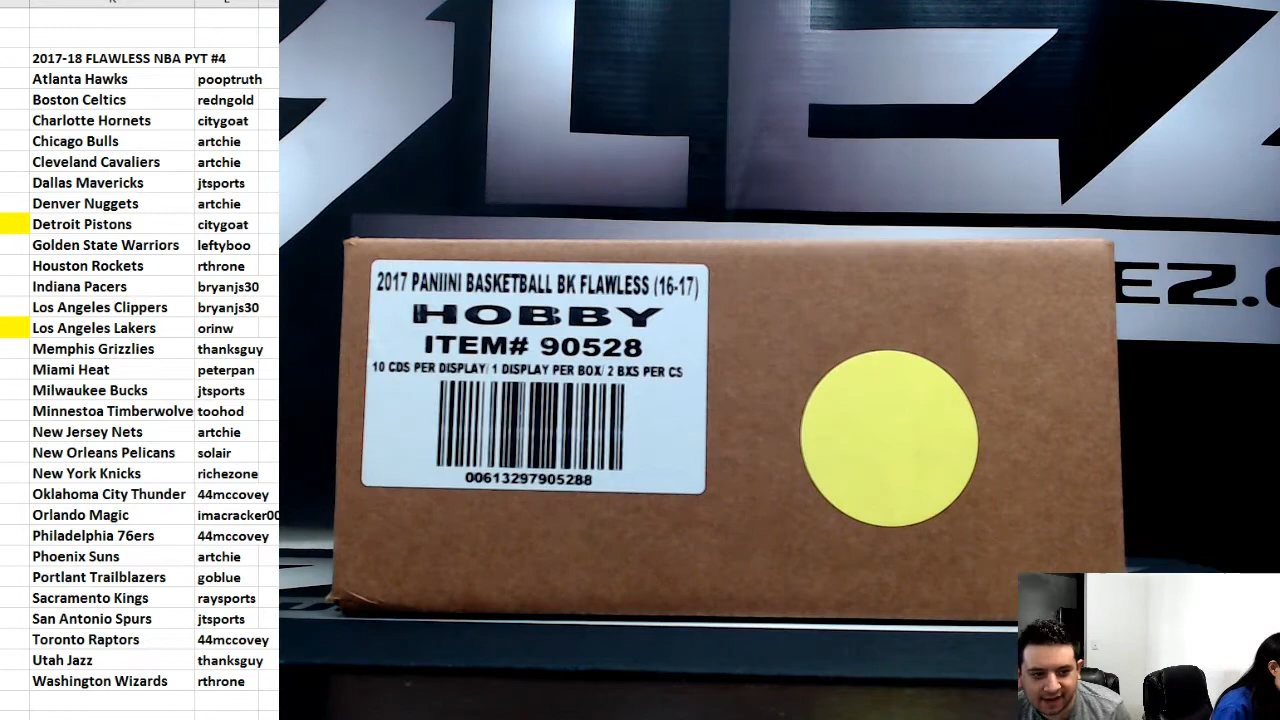 2017-18 FLAWLESS NBA PYT #4
Atlanta Hawks pooptruth
Boston Celtics redngold
Charlotte Hornets citygoat
Chicago Bulls artchie
Cleveland Cavaliers artchie
Dallas Mavericks jtsports
Denver Nuggets artchie
Detroit Pistons citygoat
Golden State Warriors leftyboo
Houston Rockets rthrone
Indiana Pacers bryanjs30
Los Angeles Clippers bryanjs30
Los Angeles Lakers orinw
Memphis Grizzlies thanksguy
Miami Heat peterpan
Milwaukee Bucks jtsports
Minnestoa Timberwolve toohod
New Jersey Nets artchie
New Orleans Pelicans solair
New York Knicks richezone
Oklahoma City Thunder 44mccovey
Orlando Magic imacracker00
Philadelphia 76ers 44mccovey
Phoenix Suns artchie
Portlant Trailblazers goblue
Sacramento Kings raysports
San Antonio Spurs jtsports
Toronto Raptors 44mccovey
Utah Jazz thanksguy
Washington Wizards rthrone
2017 PANIINI BASKETBALL BK FLAWLESS (16-17)
HOBBY
ITEM# 90528
10 CDS PER DISPLAY/ 1 DISPLAY PER BOX/ 2 BXS PER CS
00613297905288
EZ.